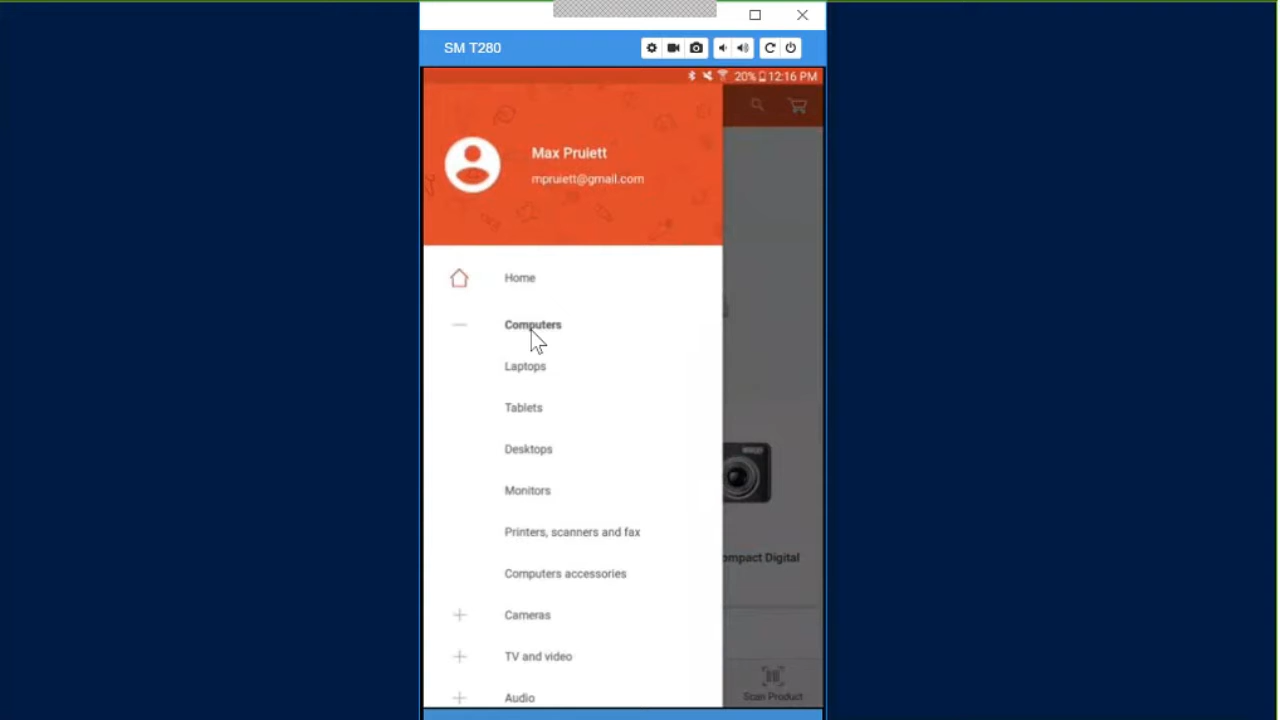 SM T280
20% 12:16 PM
Max Pruiett
mpruiett@gmail.com
Home
Computers
Laptops
Tablets
Desktops
Monitors
Printers, scanners and fax
Computers accessories
Cameras
TV and video
Audio
ompact Digital
Scan Product